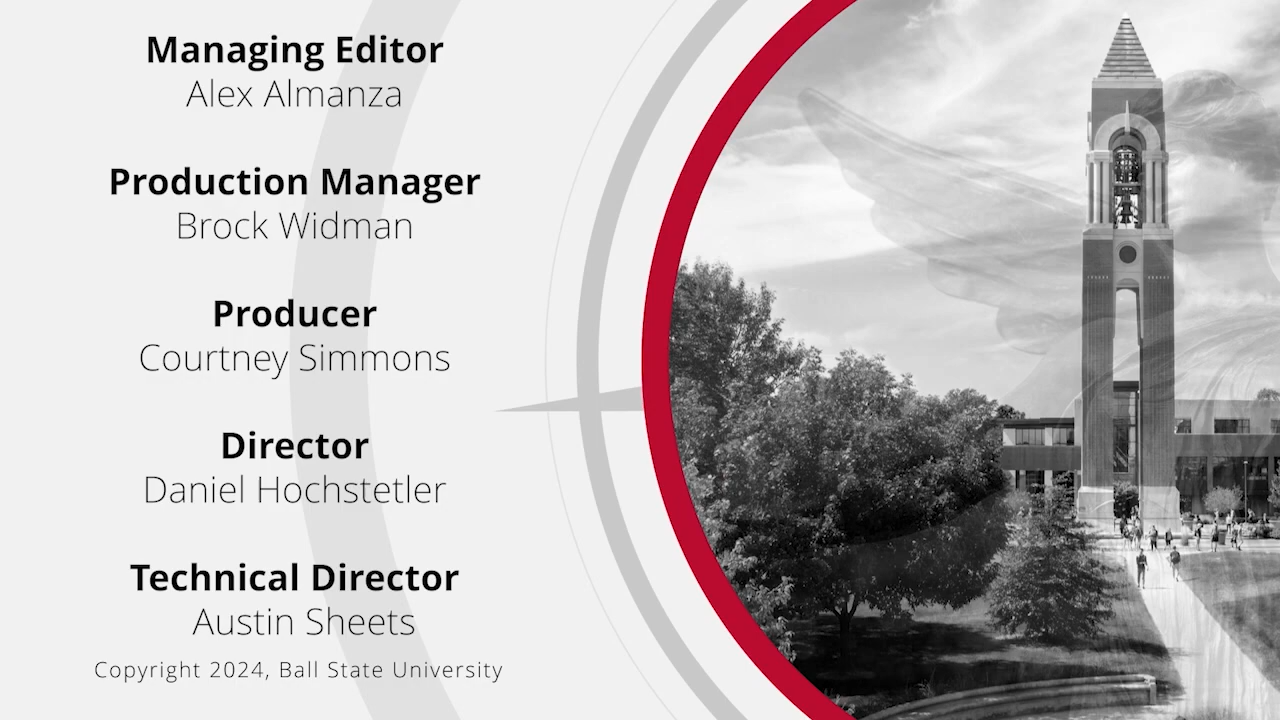 Managing Editor
Alex Almanza
Production Manager
Brock Widman
Producer
Courtney Simmons
Director
Daniel Hochstetler
Technical Director
Austin Sheets
Copyright 2024, Ball State University